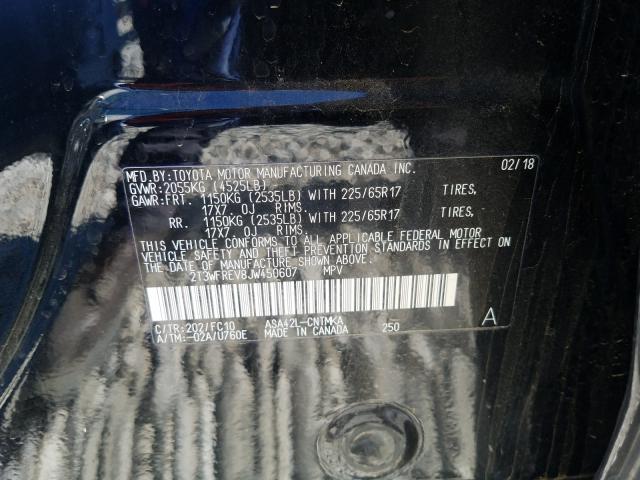 MFD.BY:TOYOTA MOTOR MANUFACTURING CANADA INC. 02/18
GVWR:2055KG (4525LB)
GAWR:FRT. 1150KG (2535LB) WITH 225/65R17 TIRES,
17X7.0J RIMS.
RR. 1150KG (2535LB) WITH 225/65R17 TIRES,
17X7.0J RIMS.
THIS VEHICLE CONFORMS TO ALL APPLICABLE FEDERAL MOTOR
VEHICLE SAFETY AND THEFT PREVENTION STANDARDS IN EFFECT ON
THE DATE OF MANUFACTURE SHOWN ABOVE.
2T3WFREV8JW450607 MPV
C/TR:202/FC10 ASA42L-CNTMKA 250 A
A/TM:-02A/U760E MADE IN CANADA